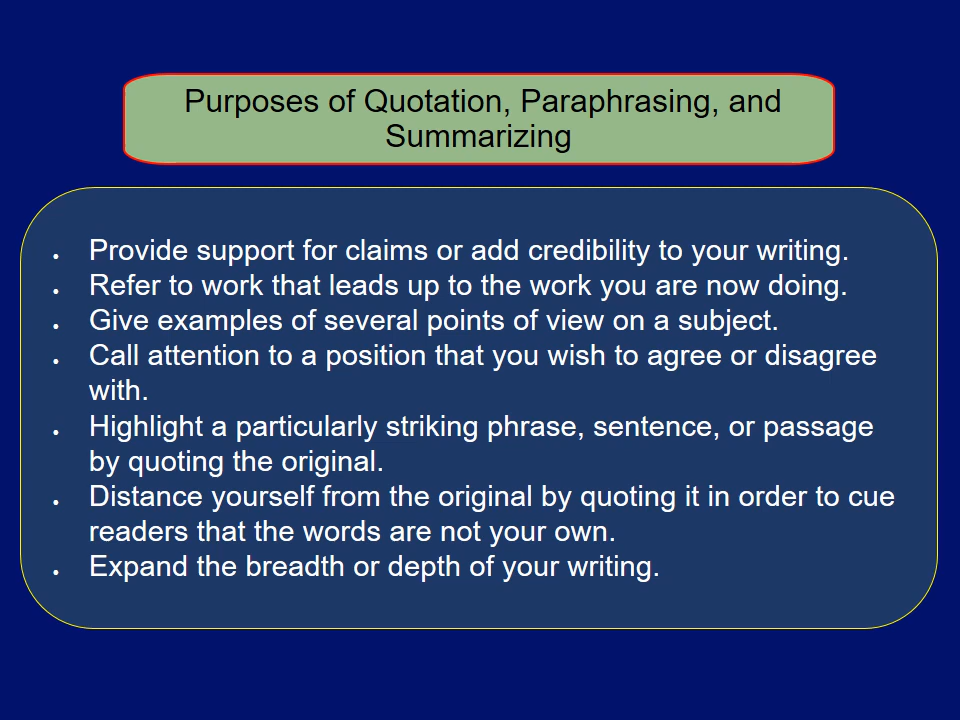 Purposes of Quotation, Paraphrasing, and
Summarizing
• Provide support for claims or add credibility to your writing.
• Refer to work that leads up to the work you are now doing.
• Give examples of several points of view on a subject.
• Call attention to a position that you wish to agree or disagree
with.
• Highlight a particularly striking phrase, sentence, or passage
by quoting the original.
• Distance yourself from the original by quoting it in order to cue
readers that the words are not your own.
• Expand the breadth or depth of your writing.